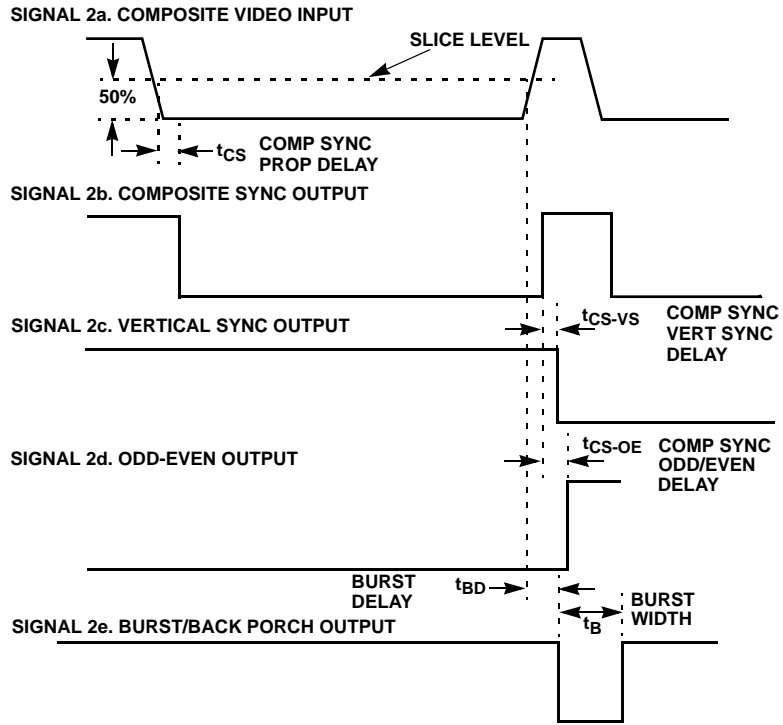 SIGNAL 2a. COMPOSITE VIDEO INPUT
SLICE LEVEL
50%
tCS
COMP SYNC
PROP DELAY
SIGNAL 2b. COMPOSITE SYNC OUTPUT
SIGNAL 2c. VERTICAL SYNC OUTPUT
tCS-VS
COMP SYNC
VERT SYNC
DELAY
SIGNAL 2d. ODD-EVEN OUTPUT
tCS-OE
COMP SYNC
ODD/EVEN
DELAY
BURST
DELAY
tBD
SIGNAL 2e. BURST/BACK PORCH OUTPUT
tB
BURST
WIDTH